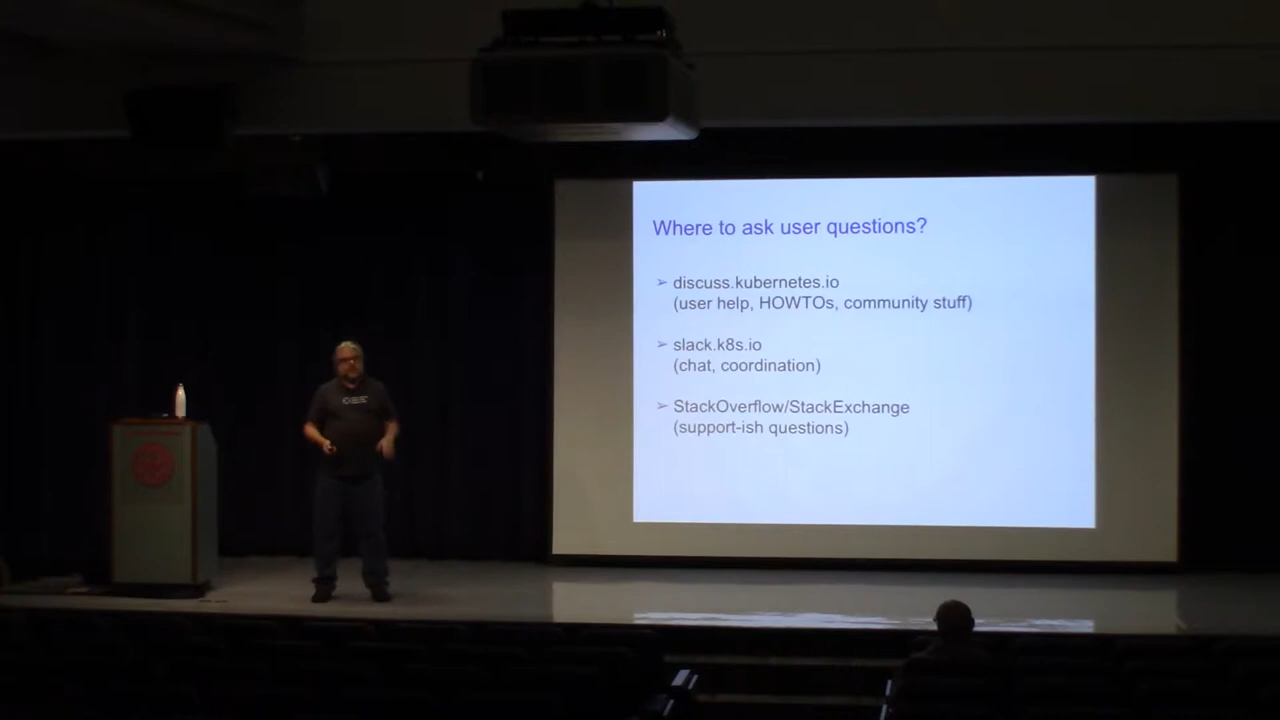 Where to ask user questions?
➢ discuss.kubernetes.io
(user help, HOWTOs, community stuff)
➢ slack.k8s.io
(chat, coordination)
➢ StackOverflow/StackExchange
(support-ish questions)